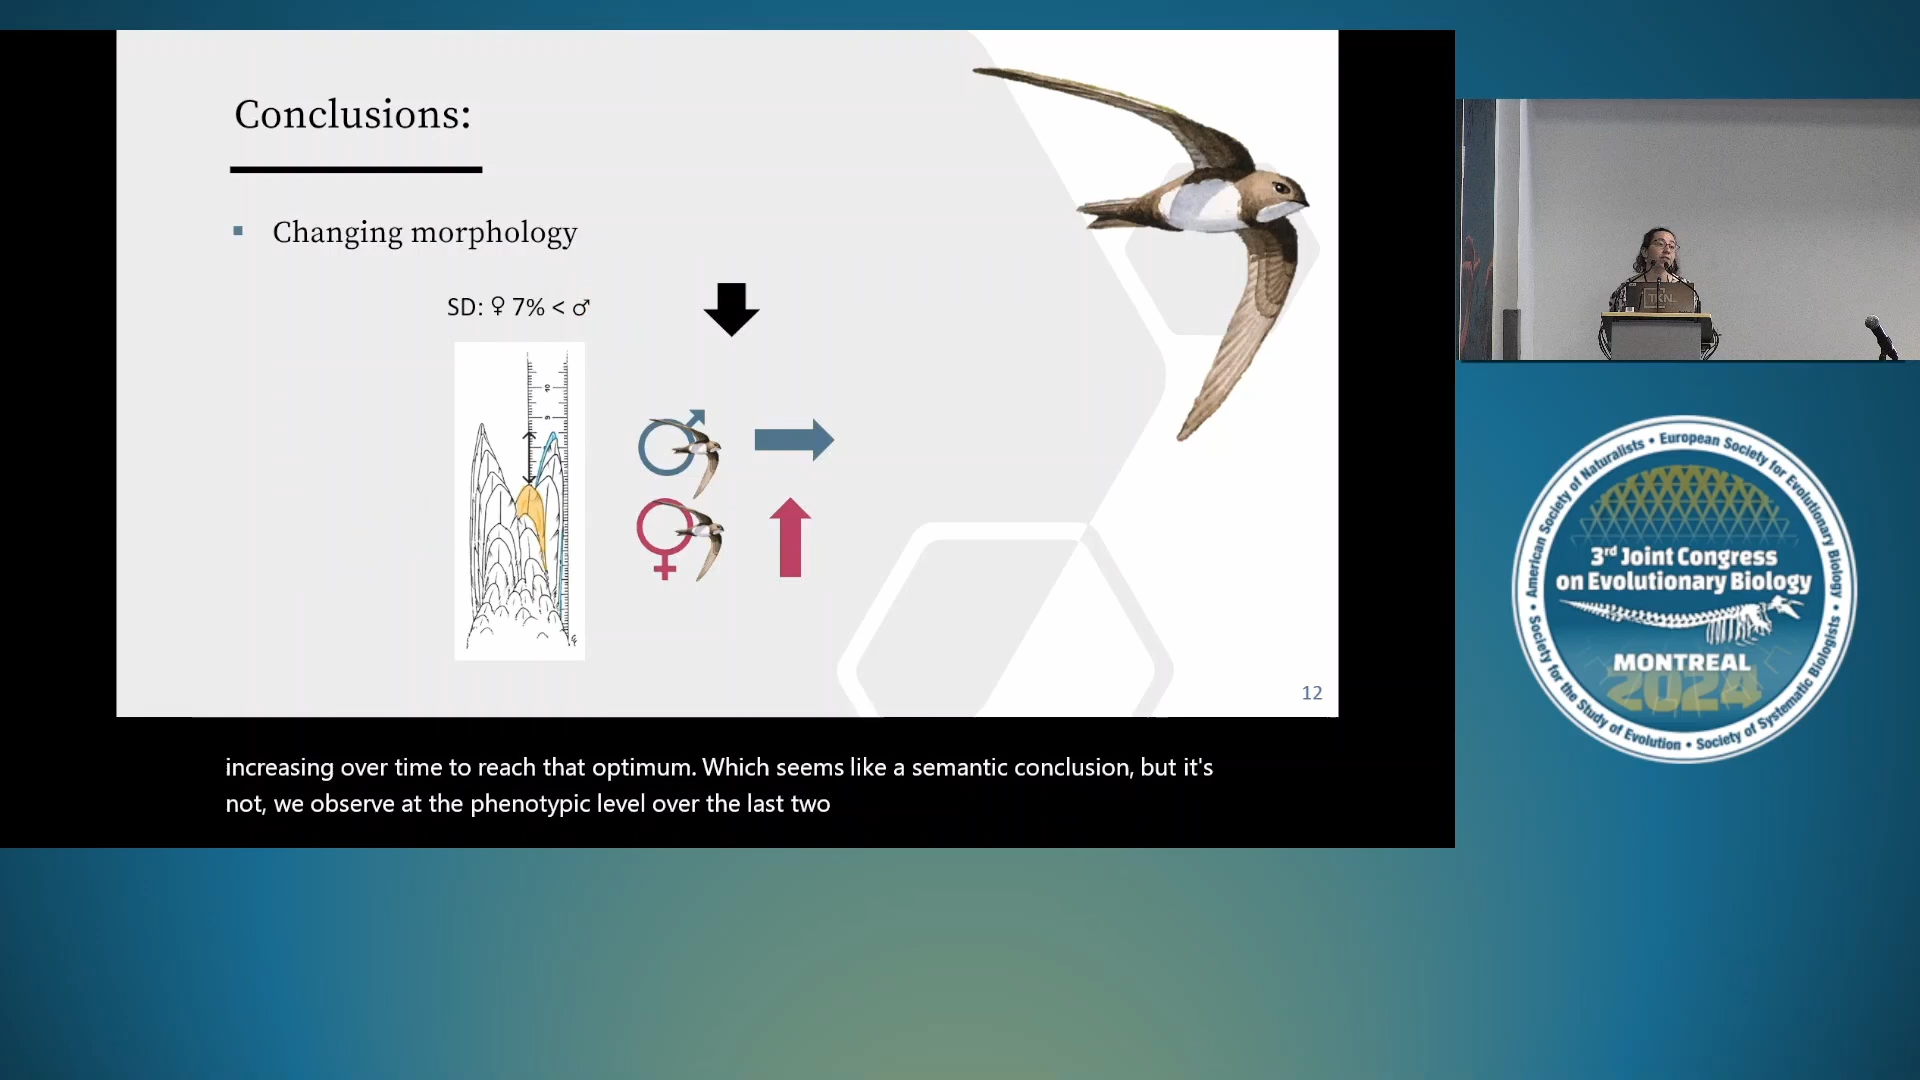 Conclusions:
Changing morphology
SD: ♀ 7% < ♂
10
9
12
increasing over time to reach that optimum. Which seems like a semantic conclusion, but it's
not, we observe at the phenotypic level over the last two
TKNL
American Society of Naturalists • European Society for Evolutionary Biology •
Society of Systematic Biologists • Society for the Study of Evolution •
3rd Joint Congress
on Evolutionary Biology
MONTREAL
2024